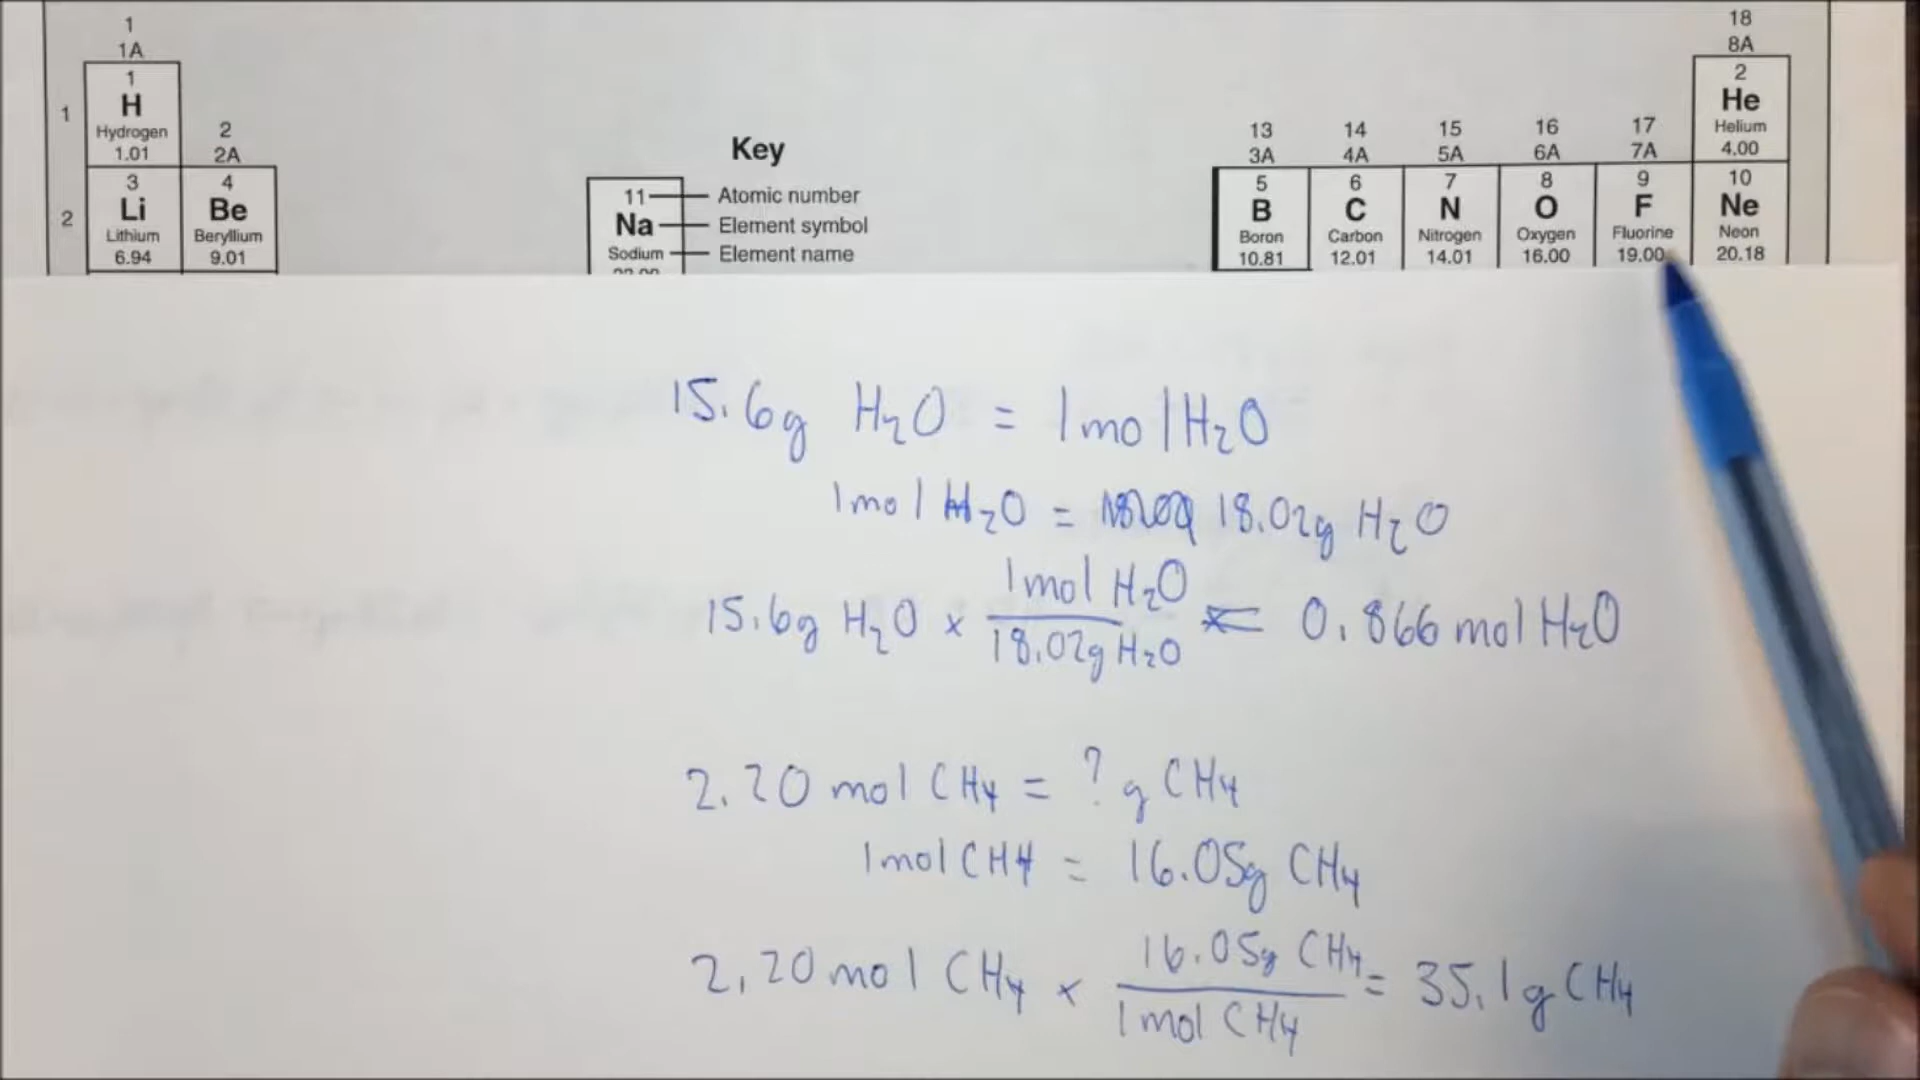 1
1A
18
8A
1
1
H
Hydrogen
1.01
2
He
Helium
4.00
2
2A
Key
13
3A
14
4A
15
5A
16
6A
17
7A
2
3
Li
Lithium
6.94
4
Be
Beryllium
9.01
11 Atomic number
Na Element symbol
Sodium Element name
5
B
Boron
10.81
6
C
Carbon
12.01
7
N
Nitrogen
14.01
8
O
Oxygen
16.00
9
F
Fluorine
19.00
10
Ne
Neon
20.18
15.6g H₂O = 1mol H₂O
1mol H₂O = 18.02g H₂O
15.6g H₂O × 1mol H₂O / 18.02g H₂O = 0.866 mol H₂O
2.20 mol CH₄ = ? g CH₄
1mol CH₄ = 16.05g CH₄
2.20 mol CH₄ × 16.05g CH₄ / 1mol CH₄ = 35.1g CH₄